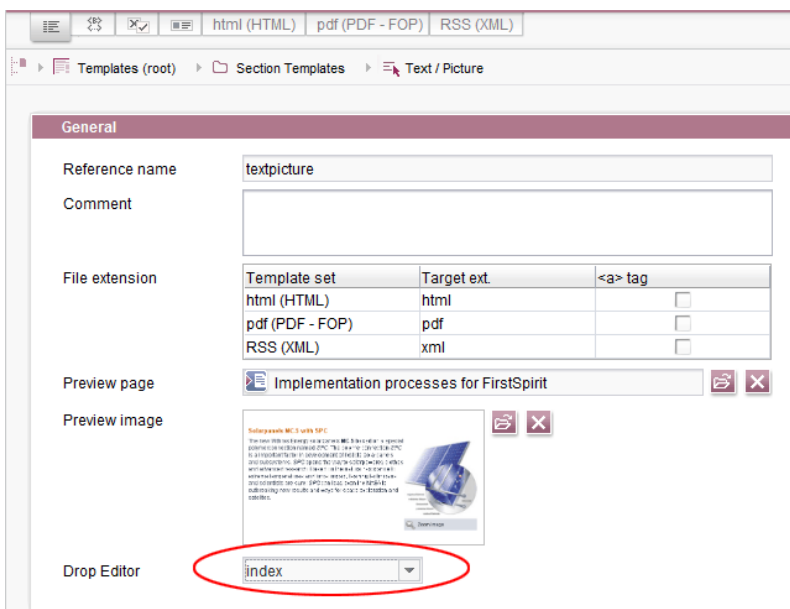 html (HTML) pdf (PDF - FOP) RSS (XML)
Templates (root) Section Templates Text / Picture
General
Reference name textpicture
Comment
File extension Template set Target ext. <a> tag
html (HTML) html
pdf (PDF - FOP) pdf
RSS (XML) xml
Preview page Implementation processes for FirstSpirit
Preview image
Solarpanels MC 3 with SPC
Drop Editor index